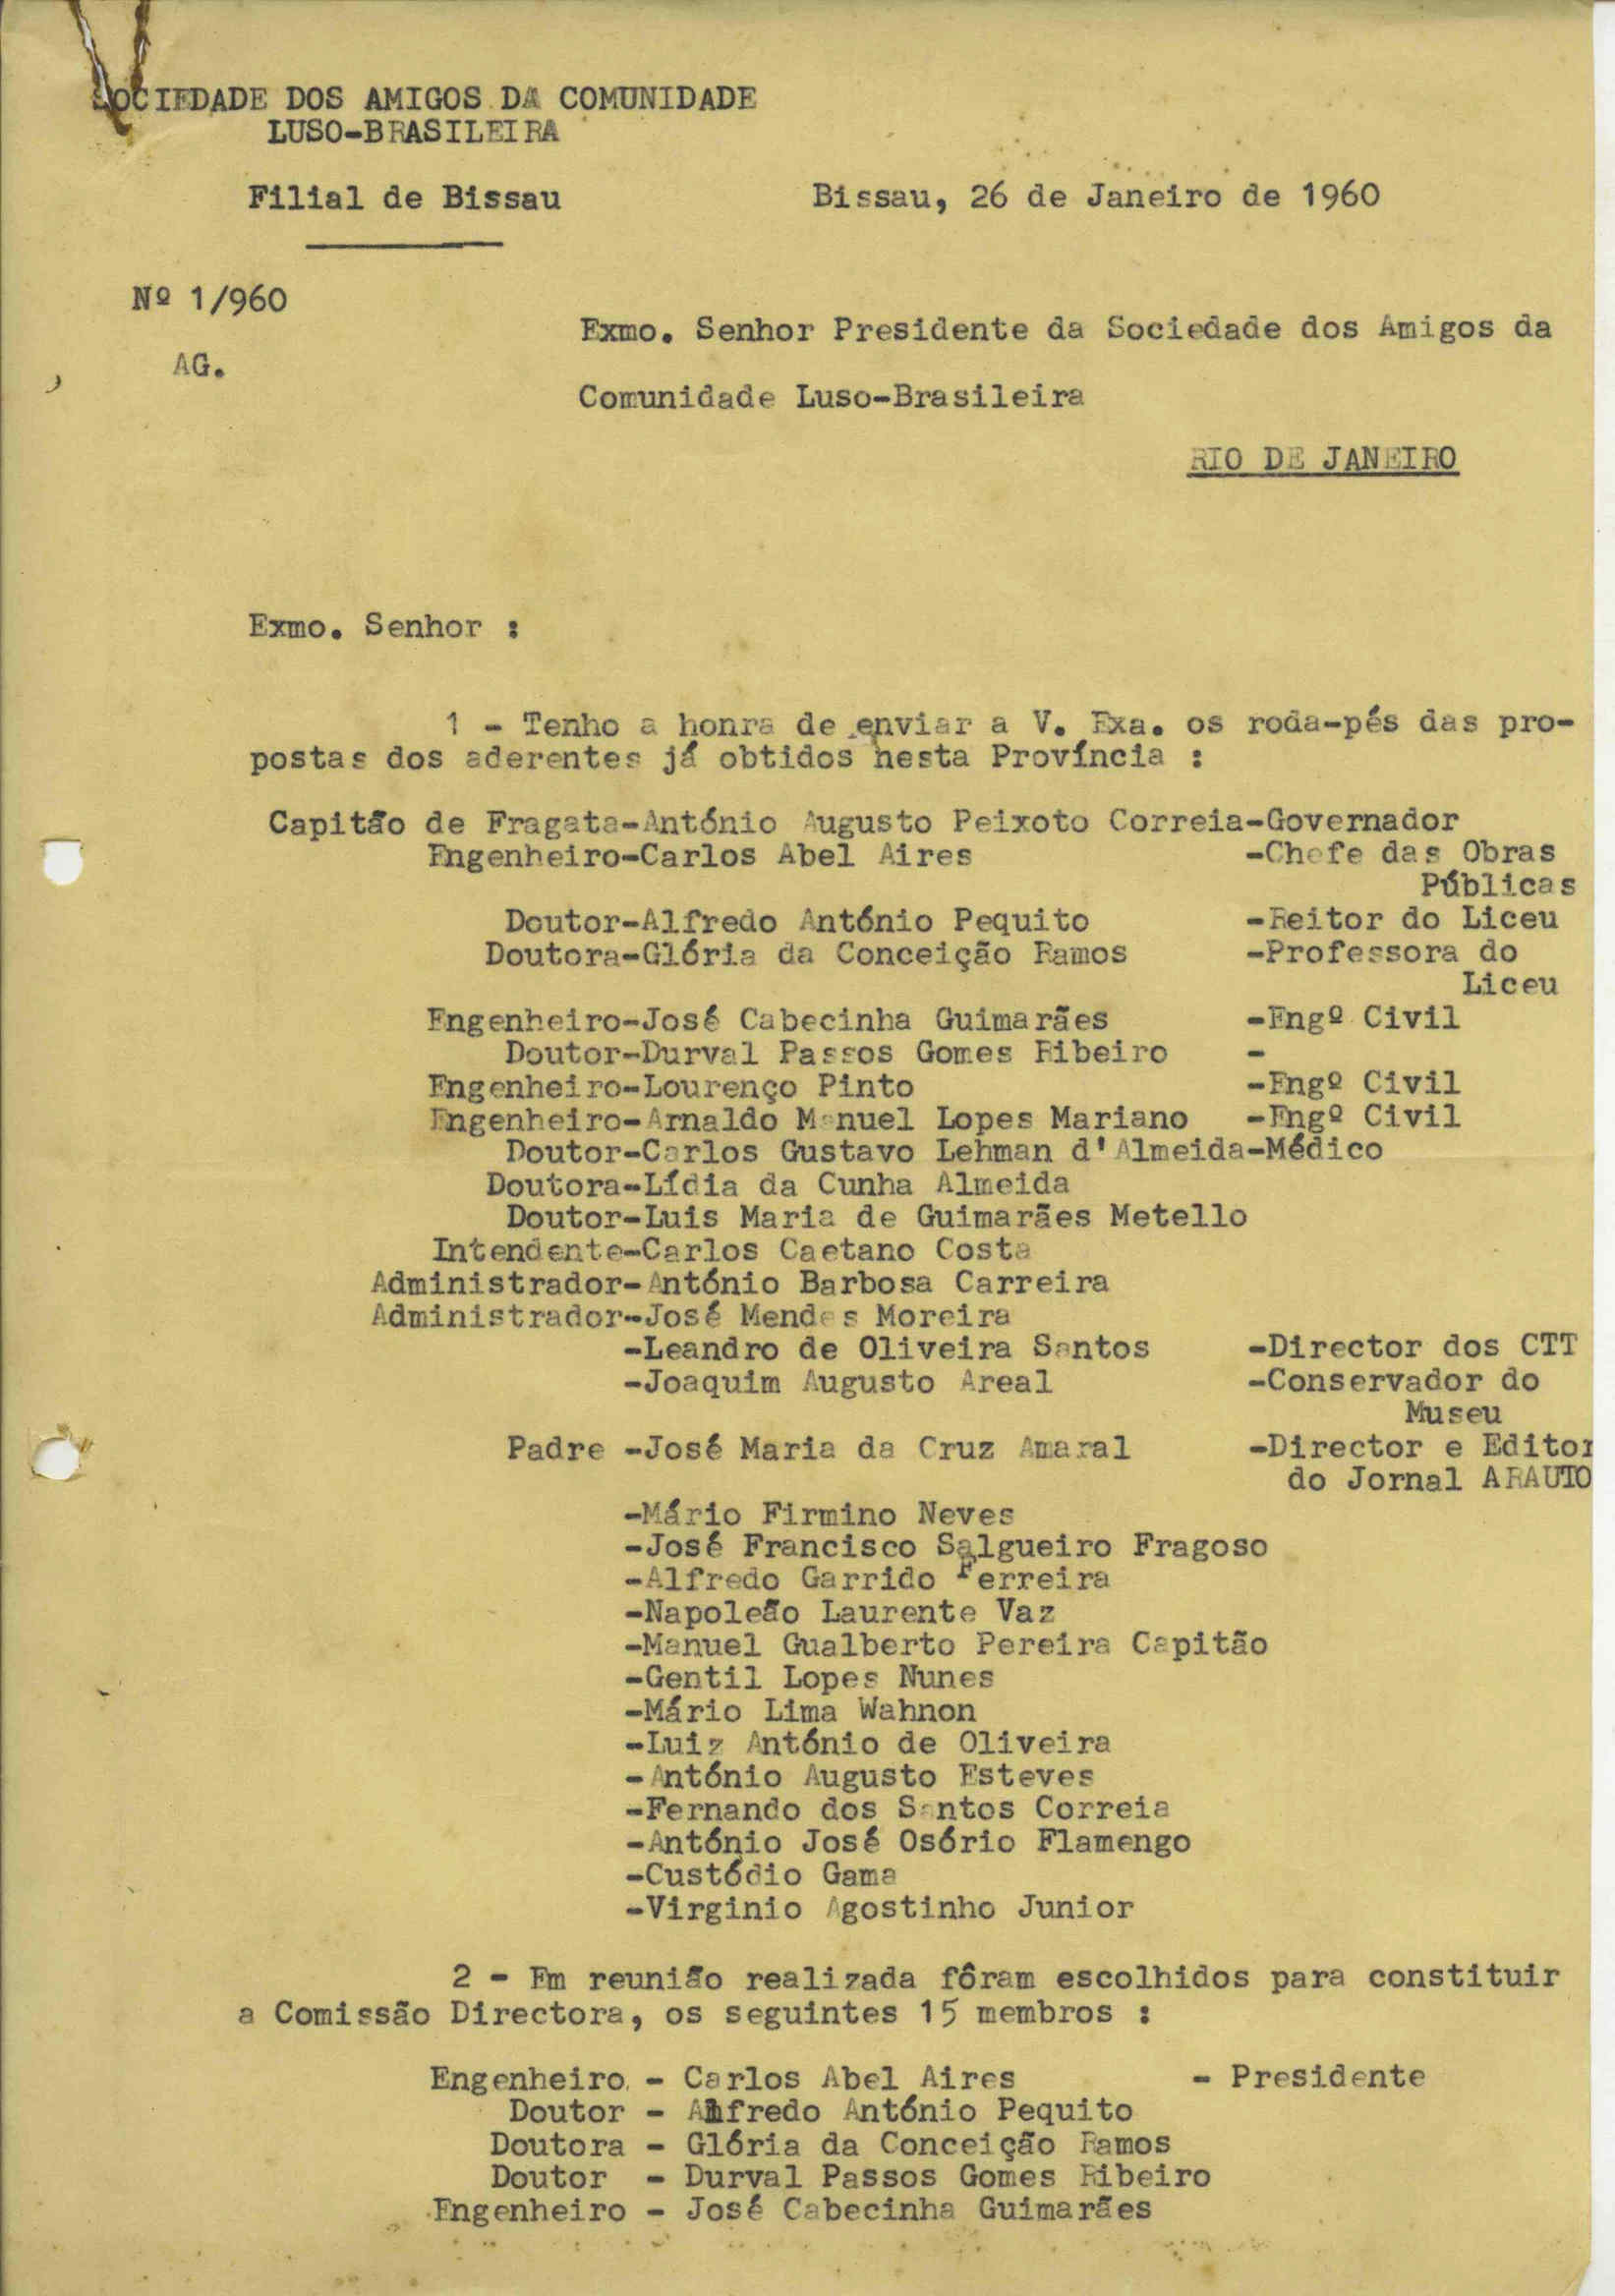 SOCIEDADE DOS AMIGOS DA COMUNIDADE
LUSO-BRASILEIRA
Filial de Bissau
Bissau, 26 de Janeiro de 1960
Nº 1/960
AG.
Exmo. Senhor Presidente da Sociedade dos Amigos da
Comunidade Luso-Brasileira
RIO DE JANEIRO
Exmo. Senhor :
1 - Tenho a honra de enviar a V. Exa. os roda-pés das pro-
postas dos aderentes já obtidos nesta Província :
Capitão de Fragata-António Augusto Peixoto Correia-Governador
Engenheiro-Carlos Abel Aires -Chefe das Obras
Públicas
Doutor-Alfredo António Pequito -Reitor do Liceu
Doutora-Glória da Conceição Ramos -Professora do
Liceu
Engenheiro-José Cabecinha Guimarães -Engº Civil
Doutor-Durval Passos Gomes Ribeiro -
Engenheiro-Lourenço Pinto -Engº Civil
Engenheiro-Arnaldo Manuel Lopes Mariano -Engº Civil
Doutor-Carlos Gustavo Lehman d'Almeida-Médico
Doutora-Lídia da Cunha Almeida
Doutor-Luis Maria de Guimarães Metello
Intendente-Carlos Caetano Costa
Administrador-António Barbosa Carreira
Administrador-José Mendes Moreira
-Leandro de Oliveira Santos -Director dos CTT
-Joaquim Augusto Areal -Conservador do
Museu
Padre -José Maria da Cruz Amaral -Director e Editor
do Jornal ARAUTO
-Mário Firmino Neves
-José Francisco Salgueiro Fragoso
-Alfredo Garrido Ferreira
-Napoleão Laurente Vaz
-Manuel Gualberto Pereira Capitão
-Gentil Lopes Nunes
-Mário Lima Wahnon
-Luiz António de Oliveira
-António Augusto Esteves
-Fernando dos Santos Correia
-António José Osório Flamengo
-Custódio Gama
-Virginio Agostinho Junior
2 - Em reunião realizada fôram escolhidos para constituir
a Comissão Directora, os seguintes 15 membros :
Engenheiro - Carlos Abel Aires - Presidente
Doutor - Alfredo António Pequito
Doutora - Glória da Conceição Ramos
Doutor - Durval Passos Gomes Ribeiro
Engenheiro - José Cabecinha Guimarães